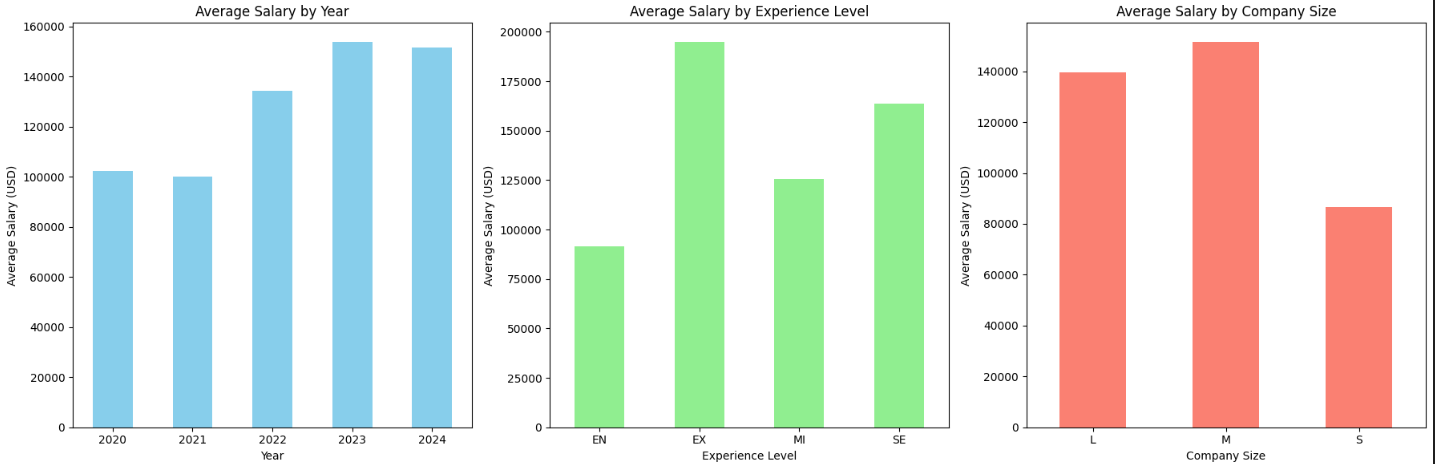 Average Salary by Year
Average Salary (USD)
160000
140000
120000
100000
80000
60000
40000
20000
0
2020 2021 2022 2023 2024
Year
Average Salary by Experience Level
Average Salary (USD)
200000
175000
150000
125000
100000
75000
50000
25000
0
EN EX MI SE
Experience Level
Average Salary by Company Size
Average Salary (USD)
140000
120000
100000
80000
60000
40000
20000
0
L M S
Company Size